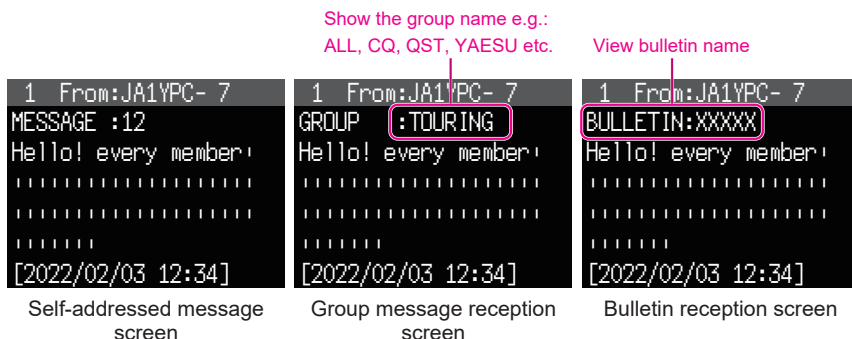 Show the group name e.g.:
ALL, CQ, QST, YAESU etc.
View bulletin name
1 From:JA1YPC- 7
MESSAGE :12
Hello! every member
[2022/02/03 12:34]
Self-addressed message
screen
1 From:JA1YPC- 7
GROUP :TOURING
Hello! every member
[2022/02/03 12:34]
Group message reception
screen
1 From:JA1YPC- 7
BULLETIN:XXXXX
Hello! every member
[2022/02/03 12:34]
Bulletin reception screen